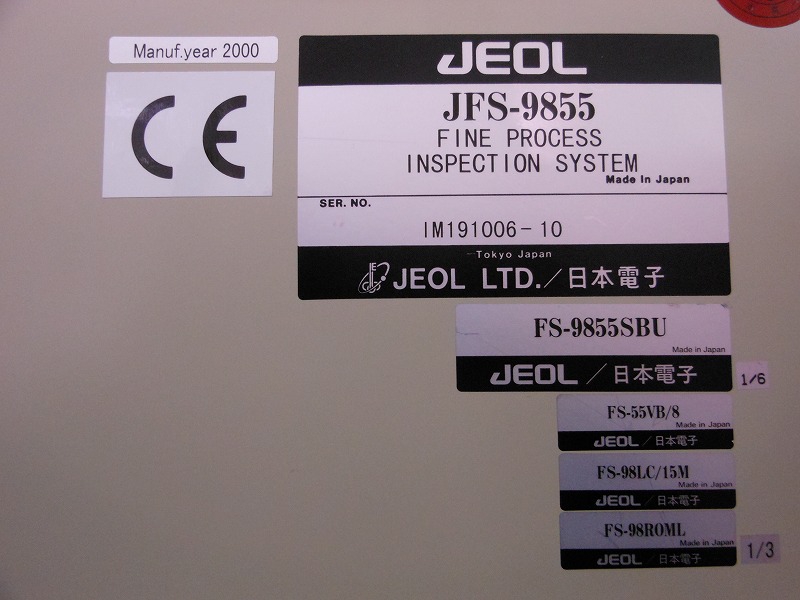 Manuf.year 2000
CE
JEOL
JFS-9855
FINE PROCESS
INSPECTION SYSTEM
Made In Japan
SER. NO.
IM191006-10
Tokyo Japan
JEOL LTD./日本電子
FS-9855SBU
Made in Japan
JEOL/日本電子
1/6
FS-55VB/8
Made in Japan
JEOL/日本電子
FS-98LC/15M
Made in Japan
JEOL/日本電子
FS-98ROML
Made in Japan
JEOL/日本電子
1/3